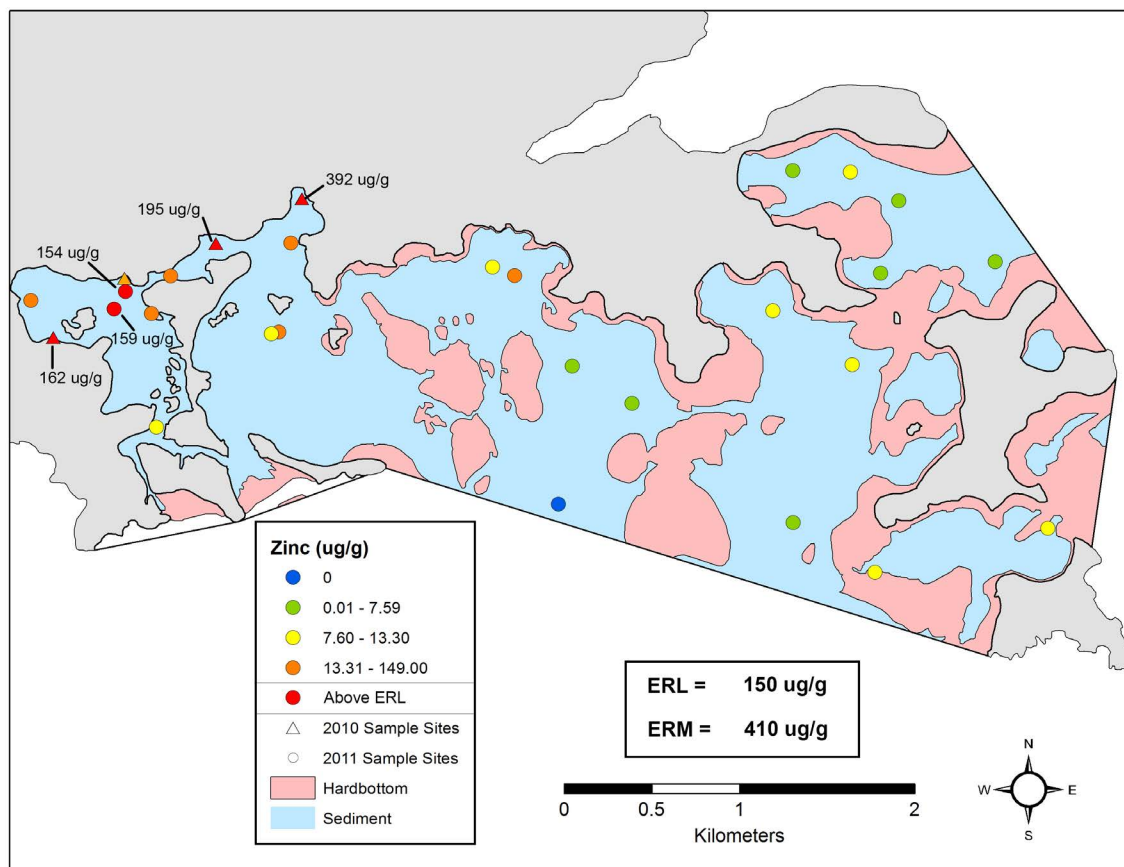 392 ug/g
195 ug/g
154 ug/g
159 ug/g
162 ug/g
Zinc (ug/g)
0
0.01 - 7.59
7.60 - 13.30
13.31 - 149.00
Above ERL
2010 Sample Sites
2011 Sample Sites
Hardbottom
Sediment
ERL = 150 ug/g
ERM = 410 ug/g
0 0.5 1 2
Kilometers
N
W E
S